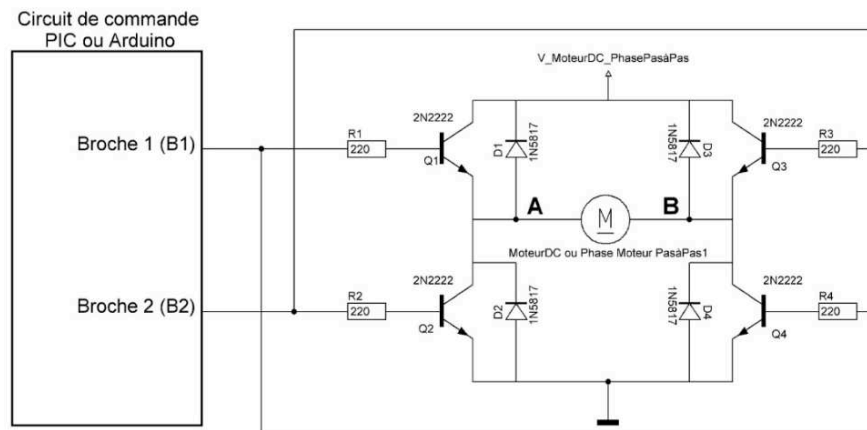 Circuit de commande
PIC ou Arduino
V_MoteurDC_PhasePasàPas
Broche 1 (B1)
R1
220
2N2222
Q1
D1
1N5817
D3
1N5817
2N2222
Q3
R3
220
A
M
B
MoteurDC ou Phase Moteur PasàPas1
Broche 2 (B2)
R2
220
2N2222
Q2
D2
1N5817
D4
1N5817
2N2222
Q4
R4
220